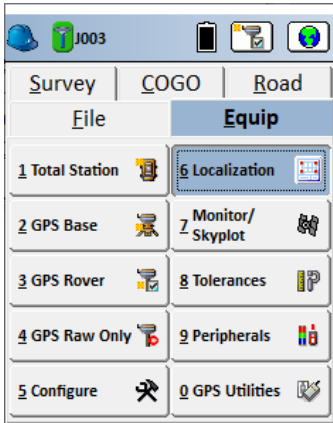 J003
Survey COGO Road
File Equip
1 Total Station 6 Localization
2 GPS Base 7 Monitor/
Skyplot
3 GPS Rover 8 Tolerances
4 GPS Raw Only 9 Peripherals
5 Configure 0 GPS Utilities